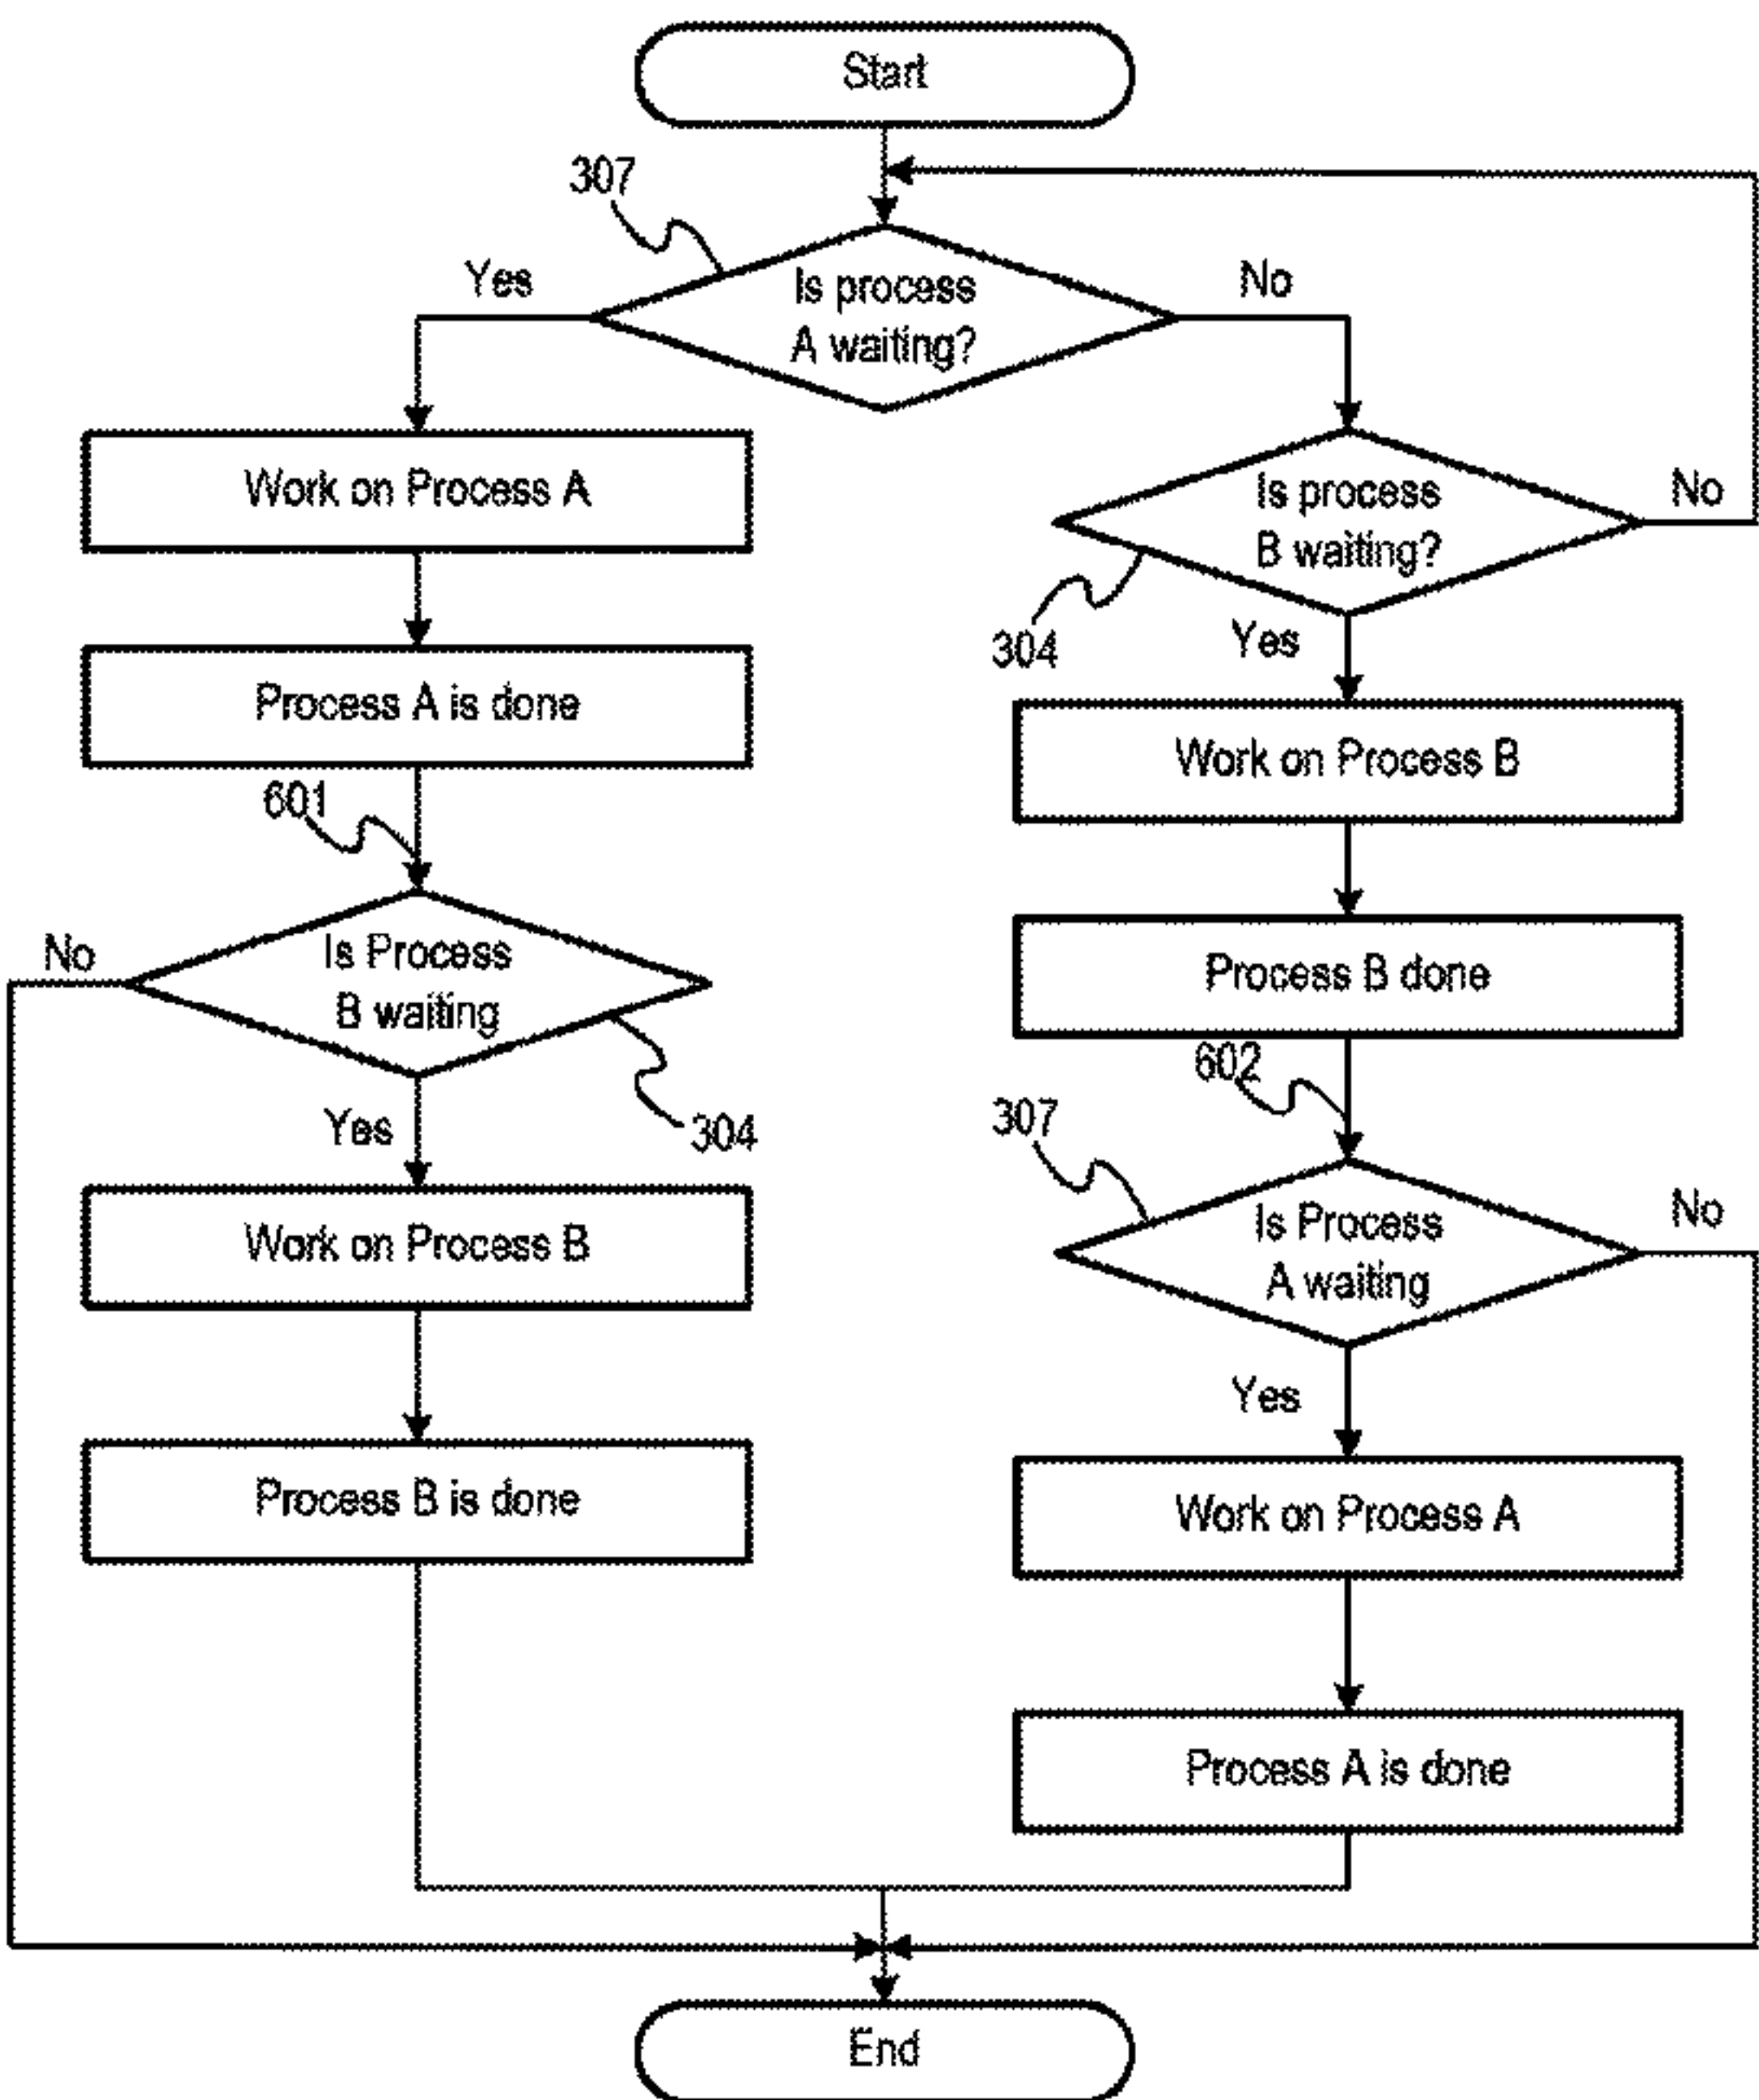 Start
307
Yes
No
Is process
A waiting?
Work on Process A
Is process
B waiting?
No
304
Yes
Process A is done
Work on Process B
601
Is Process
B waiting
No
304
Yes
Process B done
602
307
Is Process
A waiting
No
Yes
Work on Process B
Process B is done
Work on Process A
Process A is done
End